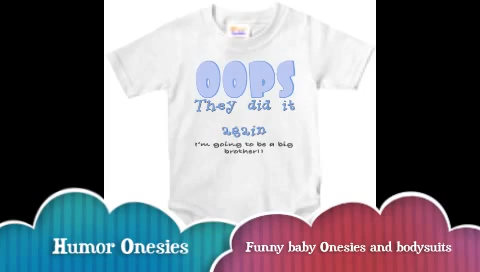 OOPS
They did it
again
I'm going to be a big
brother!!
Humor Onesies
Funny baby Onesies and bodysuits